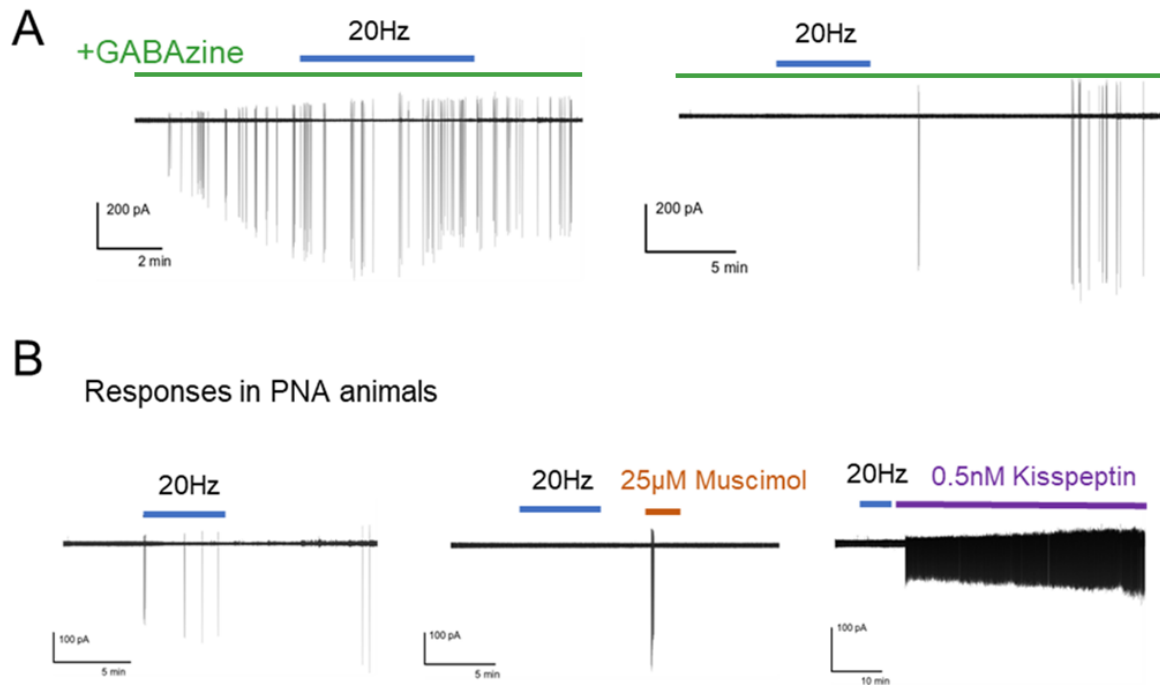 A
+GABAzine
20Hz
20Hz
200 pA
2 min
200 pA
5 min
B
Responses in PNA animals
20Hz
20Hz
25µM Muscimol
20Hz
0.5nM Kisspeptin
100 pA
5 min
100 pA
5 min
100 pA
10 min